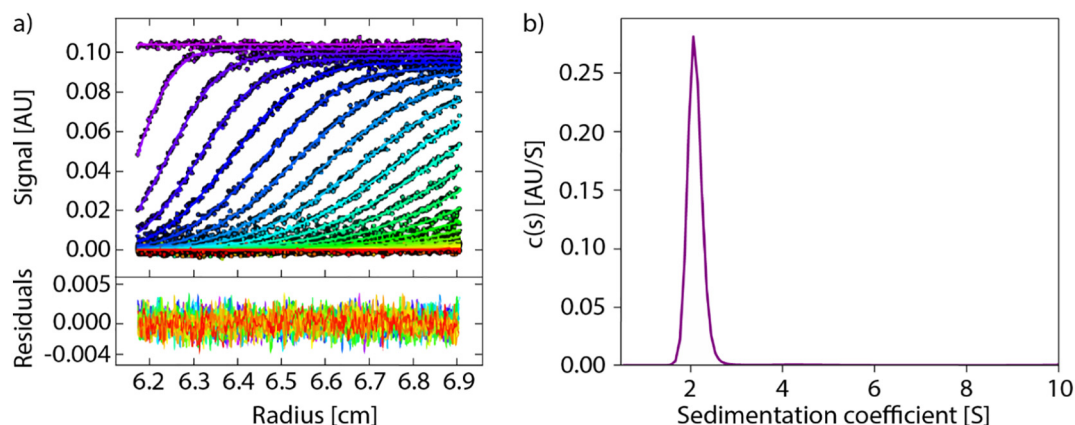 a)
Signal [AU]
0.10
0.08
0.06
0.04
0.02
0.00
Residuals
0.005
0.000
-0.004
6.2 6.3 6.4 6.5 6.6 6.7 6.8 6.9
Radius [cm]
b)
c(s) [AU/S]
0.25
0.20
0.15
0.10
0.05
0.00
2 4 6 8 10
Sedimentation coefficient [S]